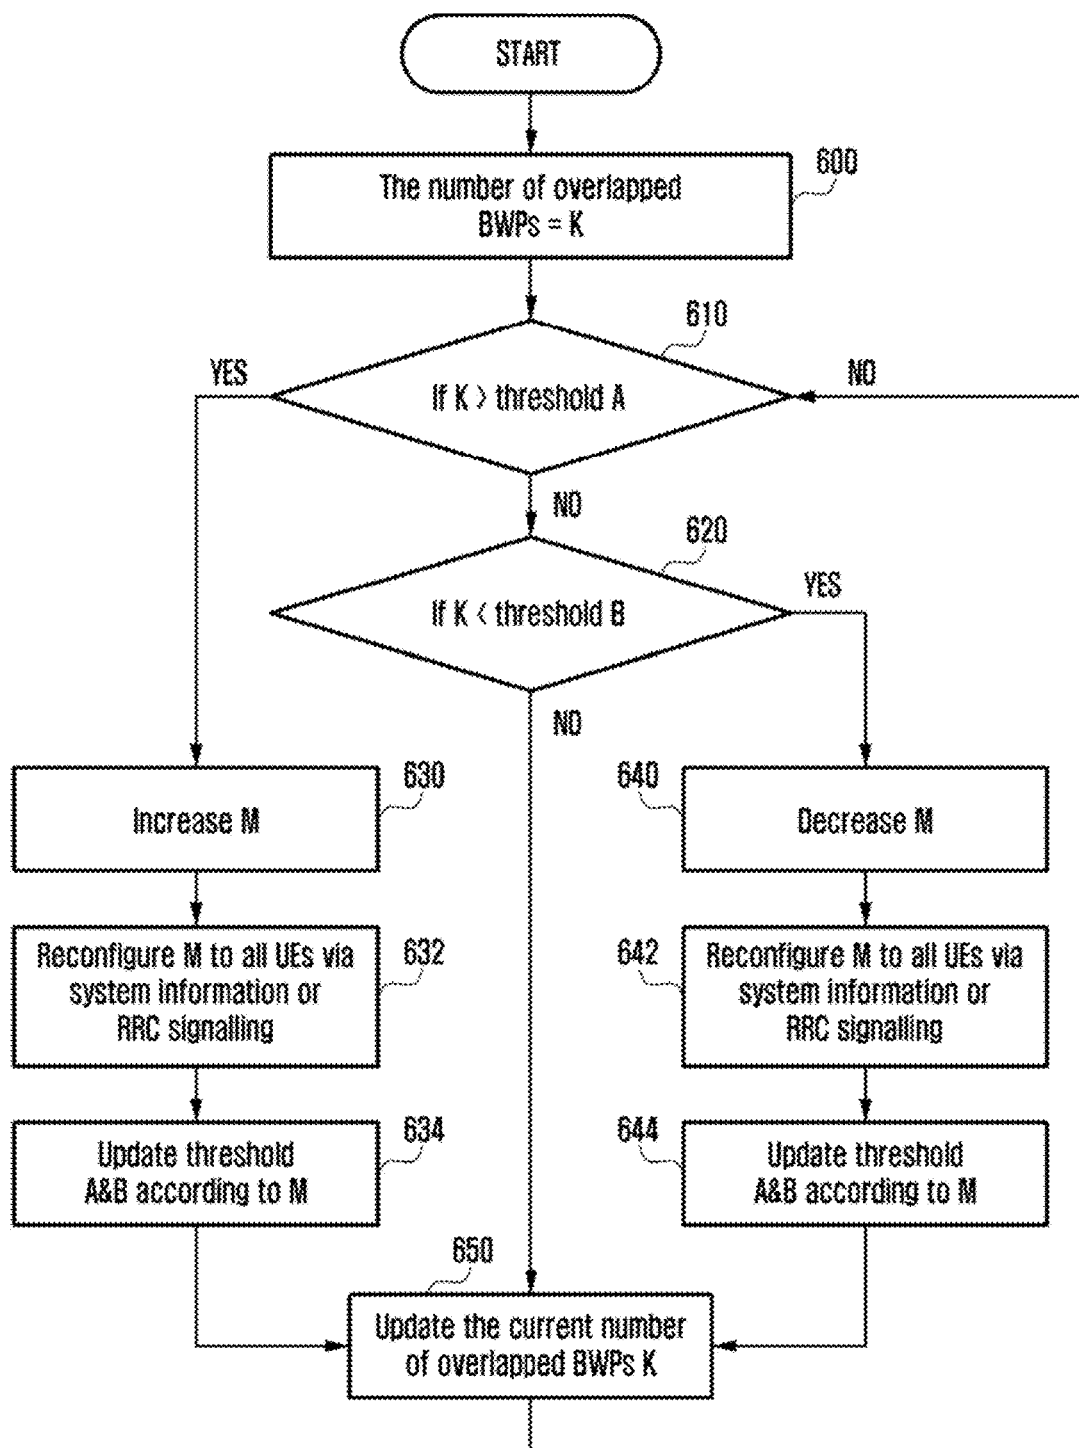 START
600
The number of overlapped
BWPs = K
610
YES
If K > threshold A
NO
NO
620
If K < threshold B
YES
NO
630
Increase M
640
Decrease M
Reconfigure M to all UEs via
system information or
RRC signalling
632
642
Reconfigure M to all UEs via
system information or
RRC signalling
Update threshold
A&B according to M
634
644
Update threshold
A&B according to M
650
Update the current number
of overlapped BWPs K